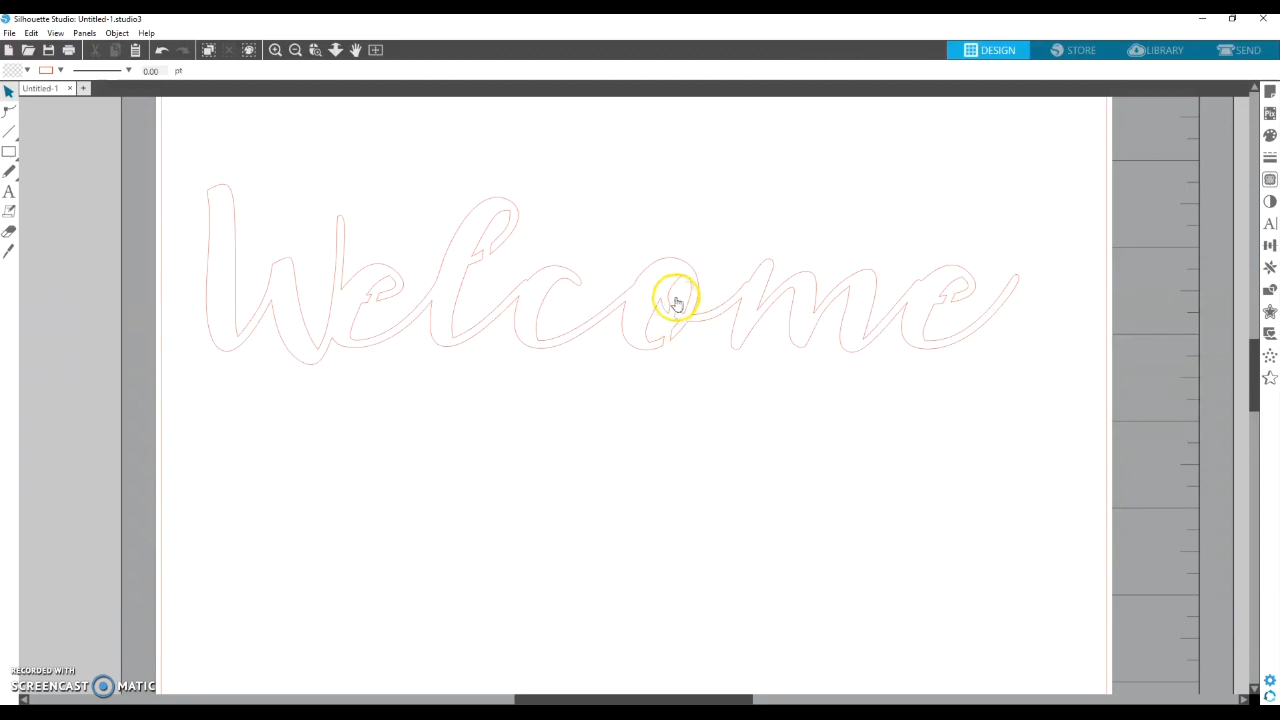 Silhouette Studio: Untitled-1.studio3
File Edit View Panels Object Help
DESIGN STORE LIBRARY SEND
0.00 pt
Untitled-1 × +
Welcome
RECORDED WITH
SCREENCAST MATIC